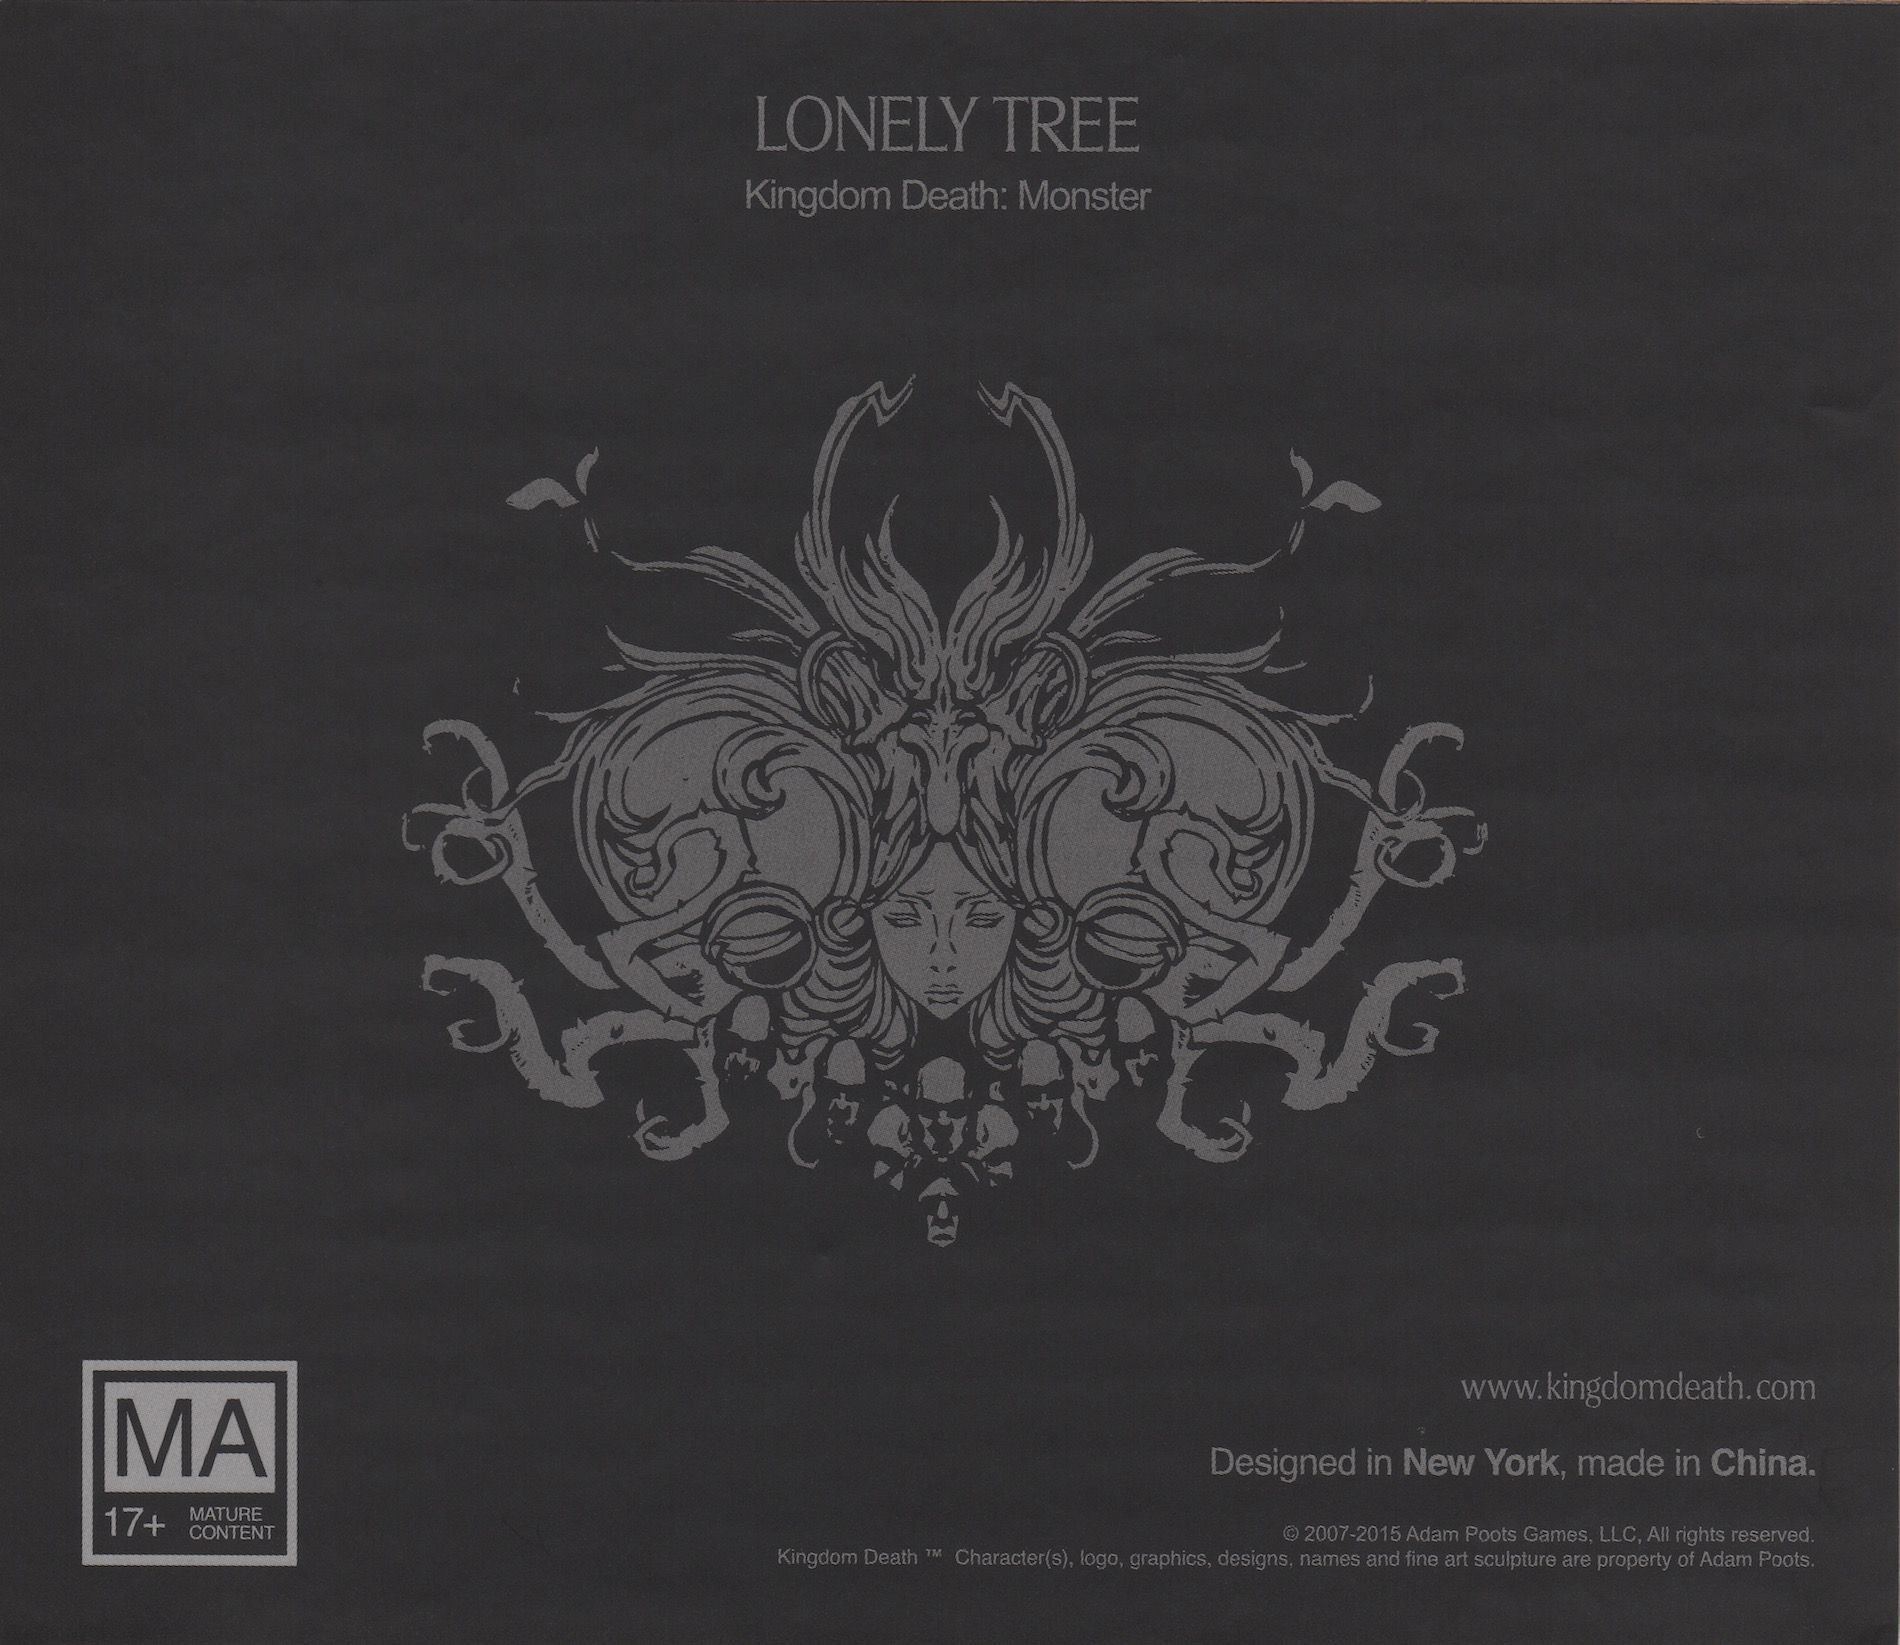 LONELY TREE
Kingdom Death: Monster
MA
17+ MATURE
CONTENT
www.kingdomdeath.com
Designed in New York, made in China.
© 2007-2015 Adam Poots Games, LLC, All rights reserved.
Kingdom Death ™ Character(s), logo, graphics, designs, names and fine art sculpture are property of Adam Poots.